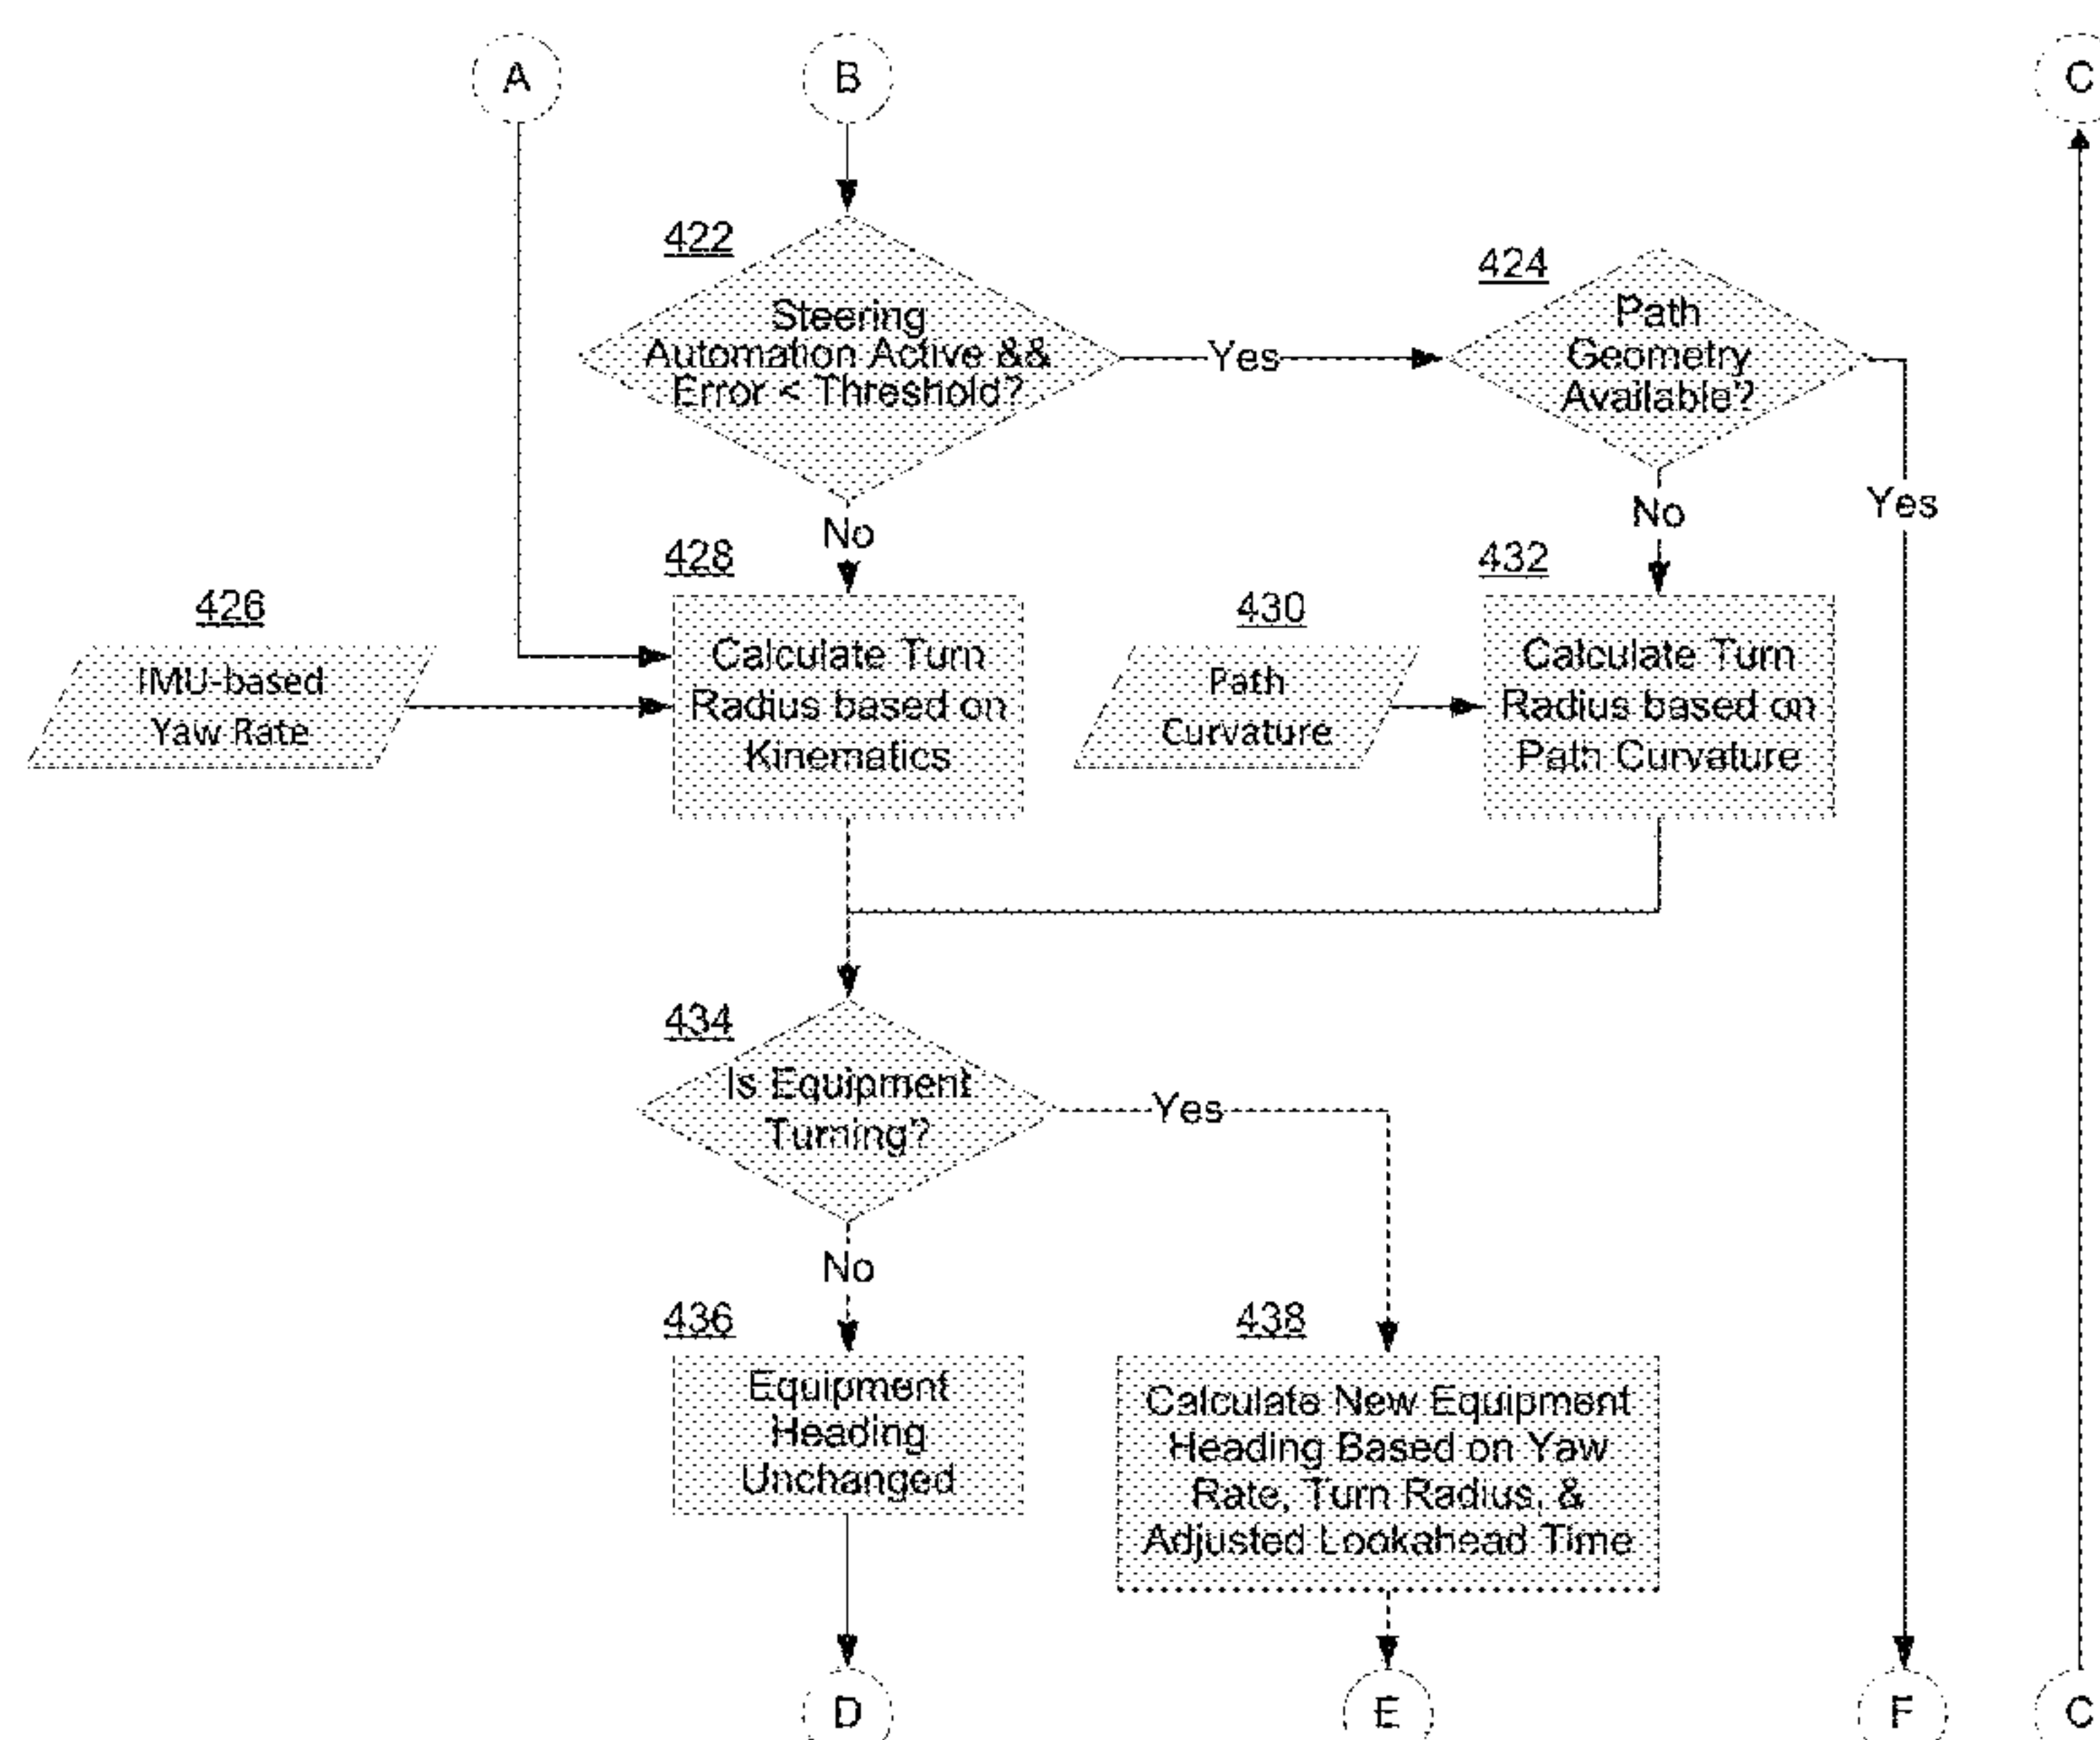 A
B
C
422
Steering
Automation Active &&
Error < Threshold?
Yes
424
Path
Geometry
Available?
No
No
Yes
426
IMU-based
Yaw Rate
428
Calculate Turn
Radius based on
Kinematics
430
Path
Curvature
432
Calculate Turn
Radius based on
Path Curvature
434
Is Equipment
Turning?
Yes
No
436
Equipment
Heading
Unchanged
438
Calculate New Equipment
Heading Based on Yaw
Rate, Turn Radius, &
Adjusted Lookahead Time
D
E
F
C